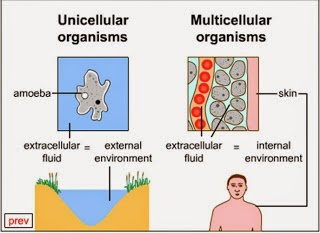 Unicellular
organisms
amoeba
extracellular = external
fluid environment
Multicellular
organisms
skin
extracellular = internal
fluid environment
prev